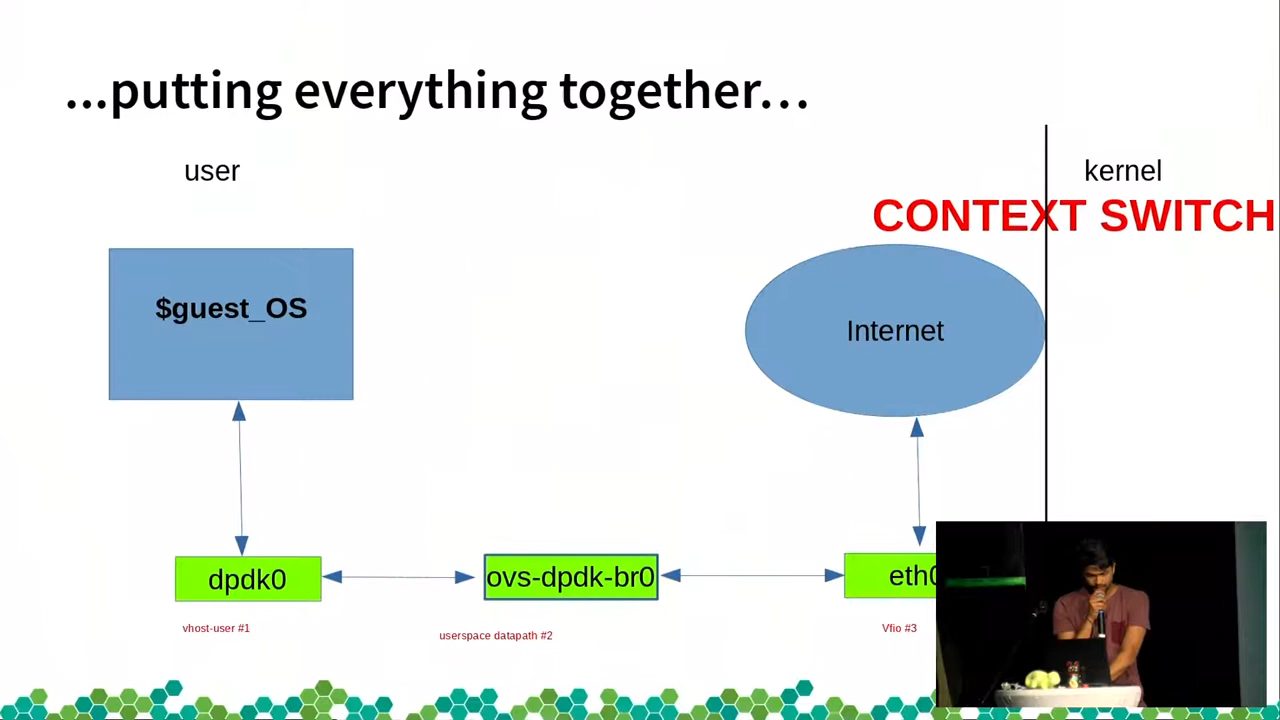 ...putting everything together...
user
kernel
CONTEXT SWITCH
$guest_OS
Internet
dpdk0
ovs-dpdk-br0
eth0
vhost-user #1
userspace datapath #2
Vfio #3